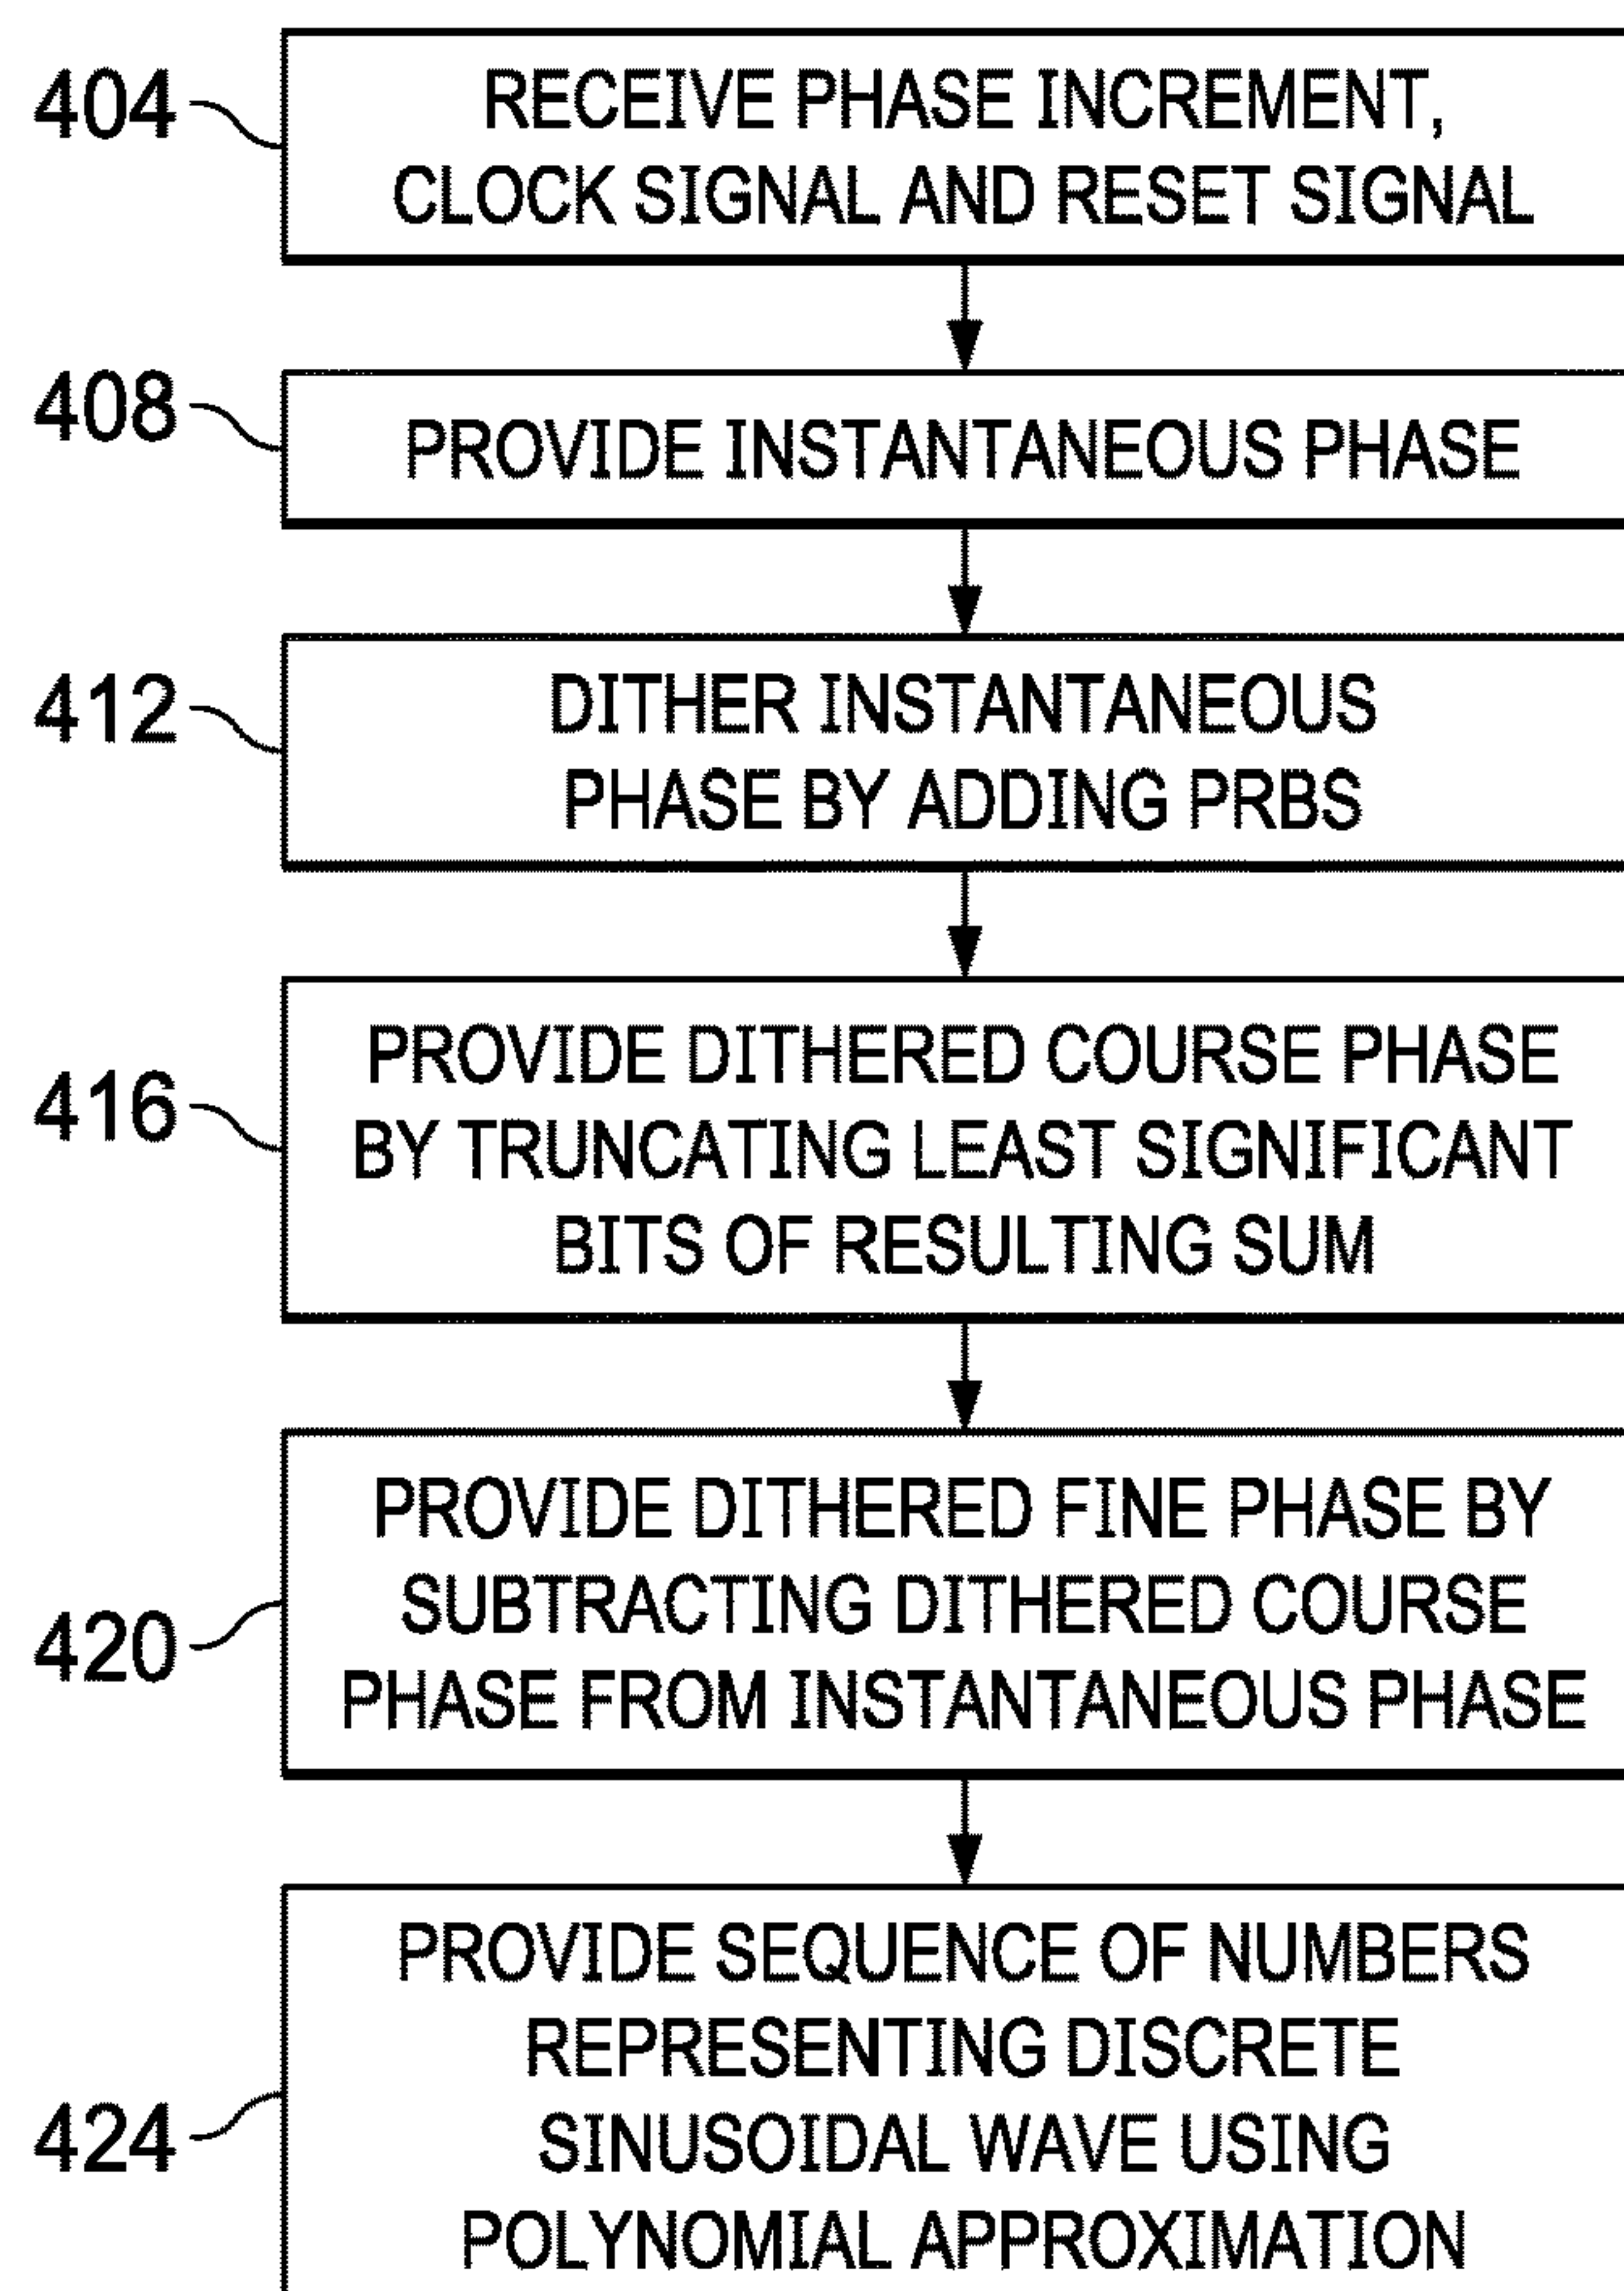 404
RECEIVE PHASE INCREMENT,
CLOCK SIGNAL AND RESET SIGNAL
408
PROVIDE INSTANTANEOUS PHASE
412
DITHER INSTANTANEOUS
PHASE BY ADDING PRBS
416
PROVIDE DITHERED COURSE PHASE
BY TRUNCATING LEAST SIGNIFICANT
BITS OF RESULTING SUM
420
PROVIDE DITHERED FINE PHASE BY
SUBTRACTING DITHERED COURSE
PHASE FROM INSTANTANEOUS PHASE
424
PROVIDE SEQUENCE OF NUMBERS
REPRESENTING DISCRETE
SINUSOIDAL WAVE USING
POLYNOMIAL APPROXIMATION